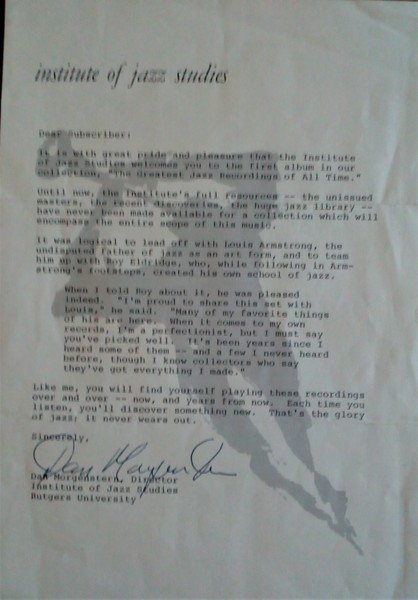 institute of jazz studies
Dear Subscriber:
It is with great pride and pleasure that the Institute
of Jazz Studies welcomes you to the first album in our
collection, "The Greatest Jazz Recordings of All Time."
Until now, the Institute's full resources -- the unissued
masters, the recent discoveries, the huge jazz library --
have never been made available for a collection which will
encompass the entire scope of this music.
It was logical to lead off with Louis Armstrong, the
undisputed father of jazz as an art form, and to team
him up with Roy Eldridge, who, while following in Arm-
strong's footsteps, created his own school of jazz.
When I told Roy about it, he was pleased
indeed. "I'm proud to share this set with
Louis," he said. "Many of my favorite things
of his are here. When it comes to my own
records, I'm a perfectionist, but I must say
you've picked well. It's been years since I
heard some of them -- and a few I never heard
before, though I know collectors who say
they've got everything I made."
Like me, you will find yourself playing these recordings
over and over -- now, and years from now. Each time you
listen, you'll discover something new. That's the glory
of jazz; it never wears out.
Sincerely,
Dan Morgenstern
Dan Morgenstern, Director
Institute of Jazz Studies
Rutgers University